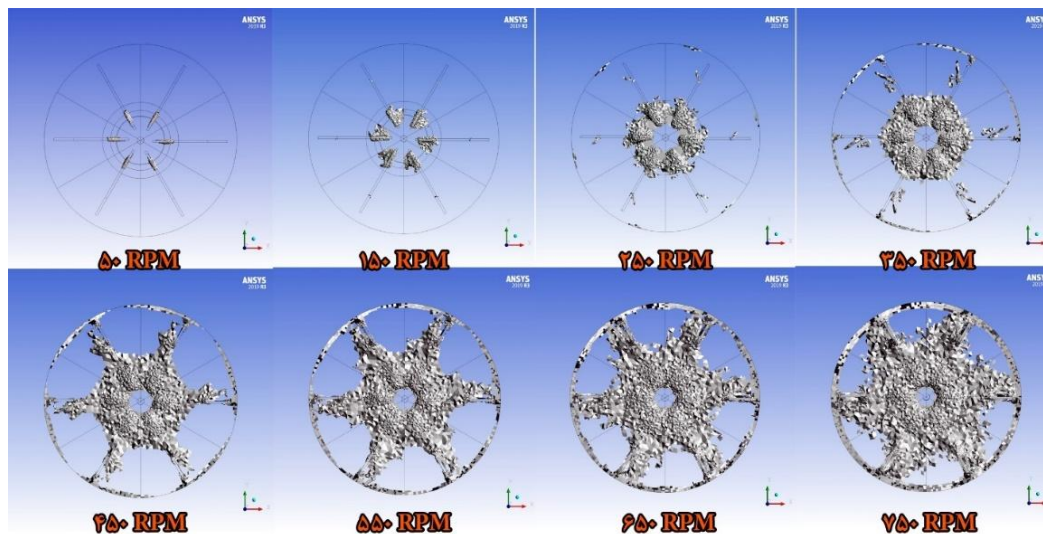 ANSYS
2019 R3
ANSYS
2019 R3
ANSYS
2019 R3
ANSYS
2019 R3
۵۰ RPM
۱۵۰ RPM
۲۵۰ RPM
۳۵۰ RPM
ANSYS
2019 R3
ANSYS
2019 R3
ANSYS
2019 R3
ANSYS
2019 R3
۴۵۰ RPM
۵۵۰ RPM
۶۵۰ RPM
۷۵۰ RPM